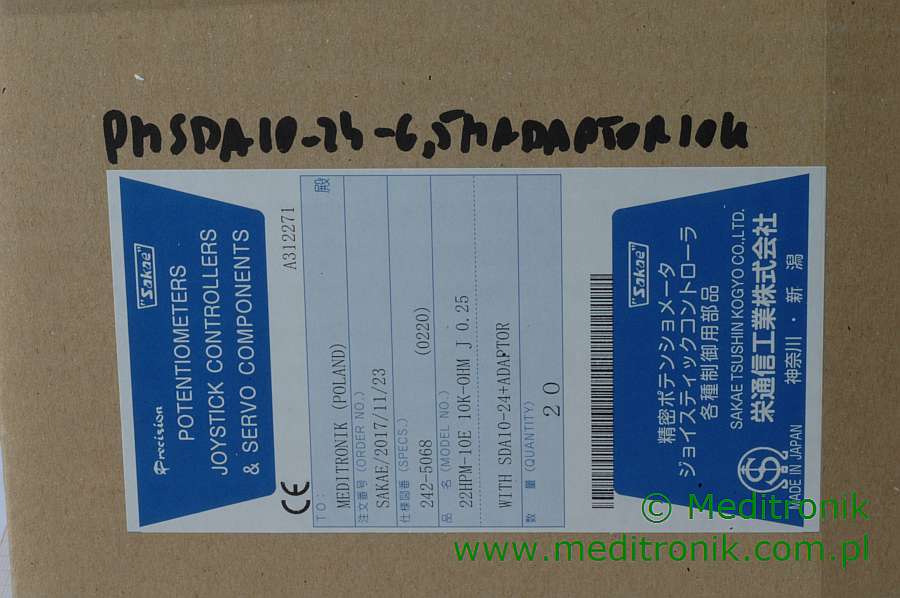 PMSDA10-24-6,5MADAPTOR10K
"Sakae"
Precision
POTENTIOMETERS
JOYSTICK CONTROLLERS
& SERVO COMPONENTS
A312271
CE
TO:
殿
MEDITRONIK (POLAND)
注文番号 (ORDER NO.)
SAKAE/2017/11/23
仕様図番 (SPECS.)
242-5068 (0220)
品 名 (MODEL NO.)
22HPM-10E 10K-OHM J 0.25
WITH SDA10-24+ADAPTOR
数 量 (QUANTITY)
20
"Sakae"
精密ポテンショメータ
ジョイスティックコントローラ
各種制御用部品
SAKAE TSUSHIN KOGYO CO.,LTD.
栄通信工業株式会社
神奈川・新潟
MADE IN JAPAN
© Meditronik
www.meditronik.com.pl